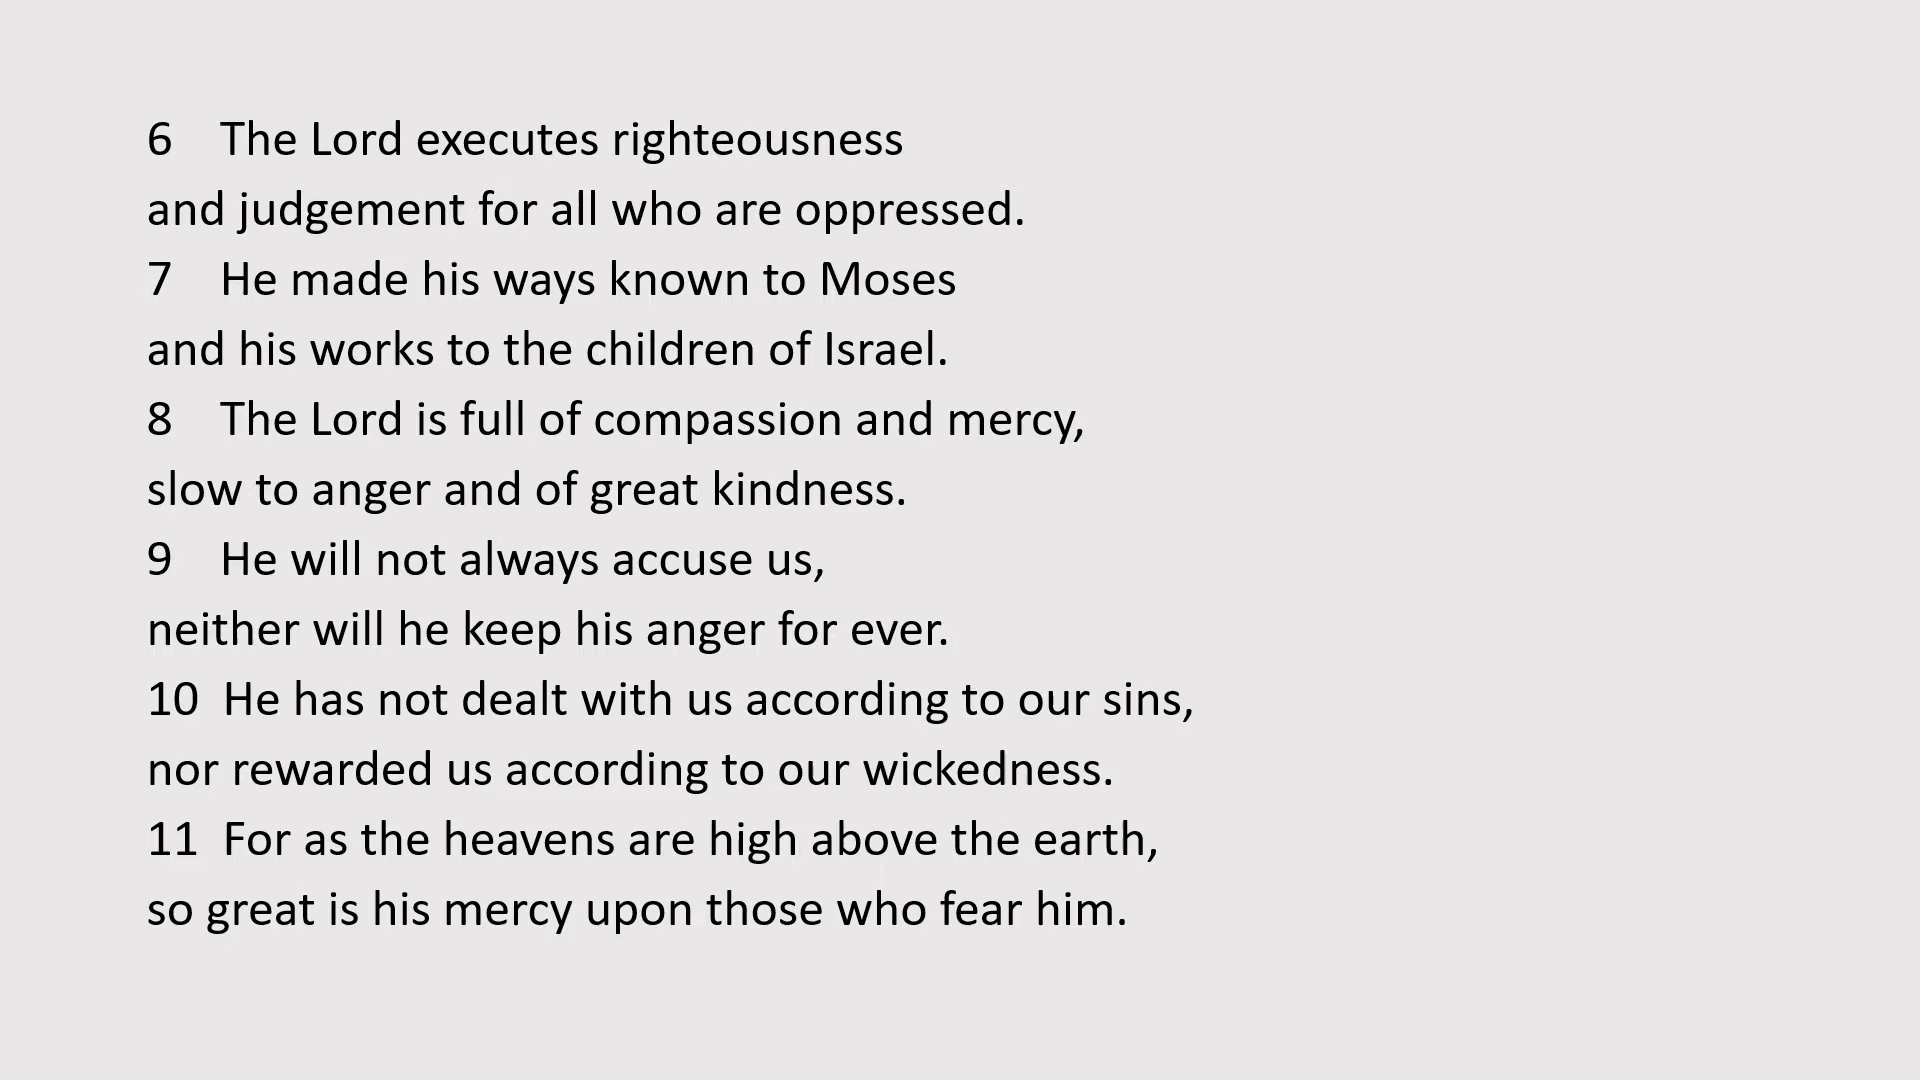 6 The Lord executes righteousness
and judgement for all who are oppressed.
7 He made his ways known to Moses
and his works to the children of Israel.
8 The Lord is full of compassion and mercy,
slow to anger and of great kindness.
9 He will not always accuse us,
neither will he keep his anger for ever.
10 He has not dealt with us according to our sins,
nor rewarded us according to our wickedness.
11 For as the heavens are high above the earth,
so great is his mercy upon those who fear him.